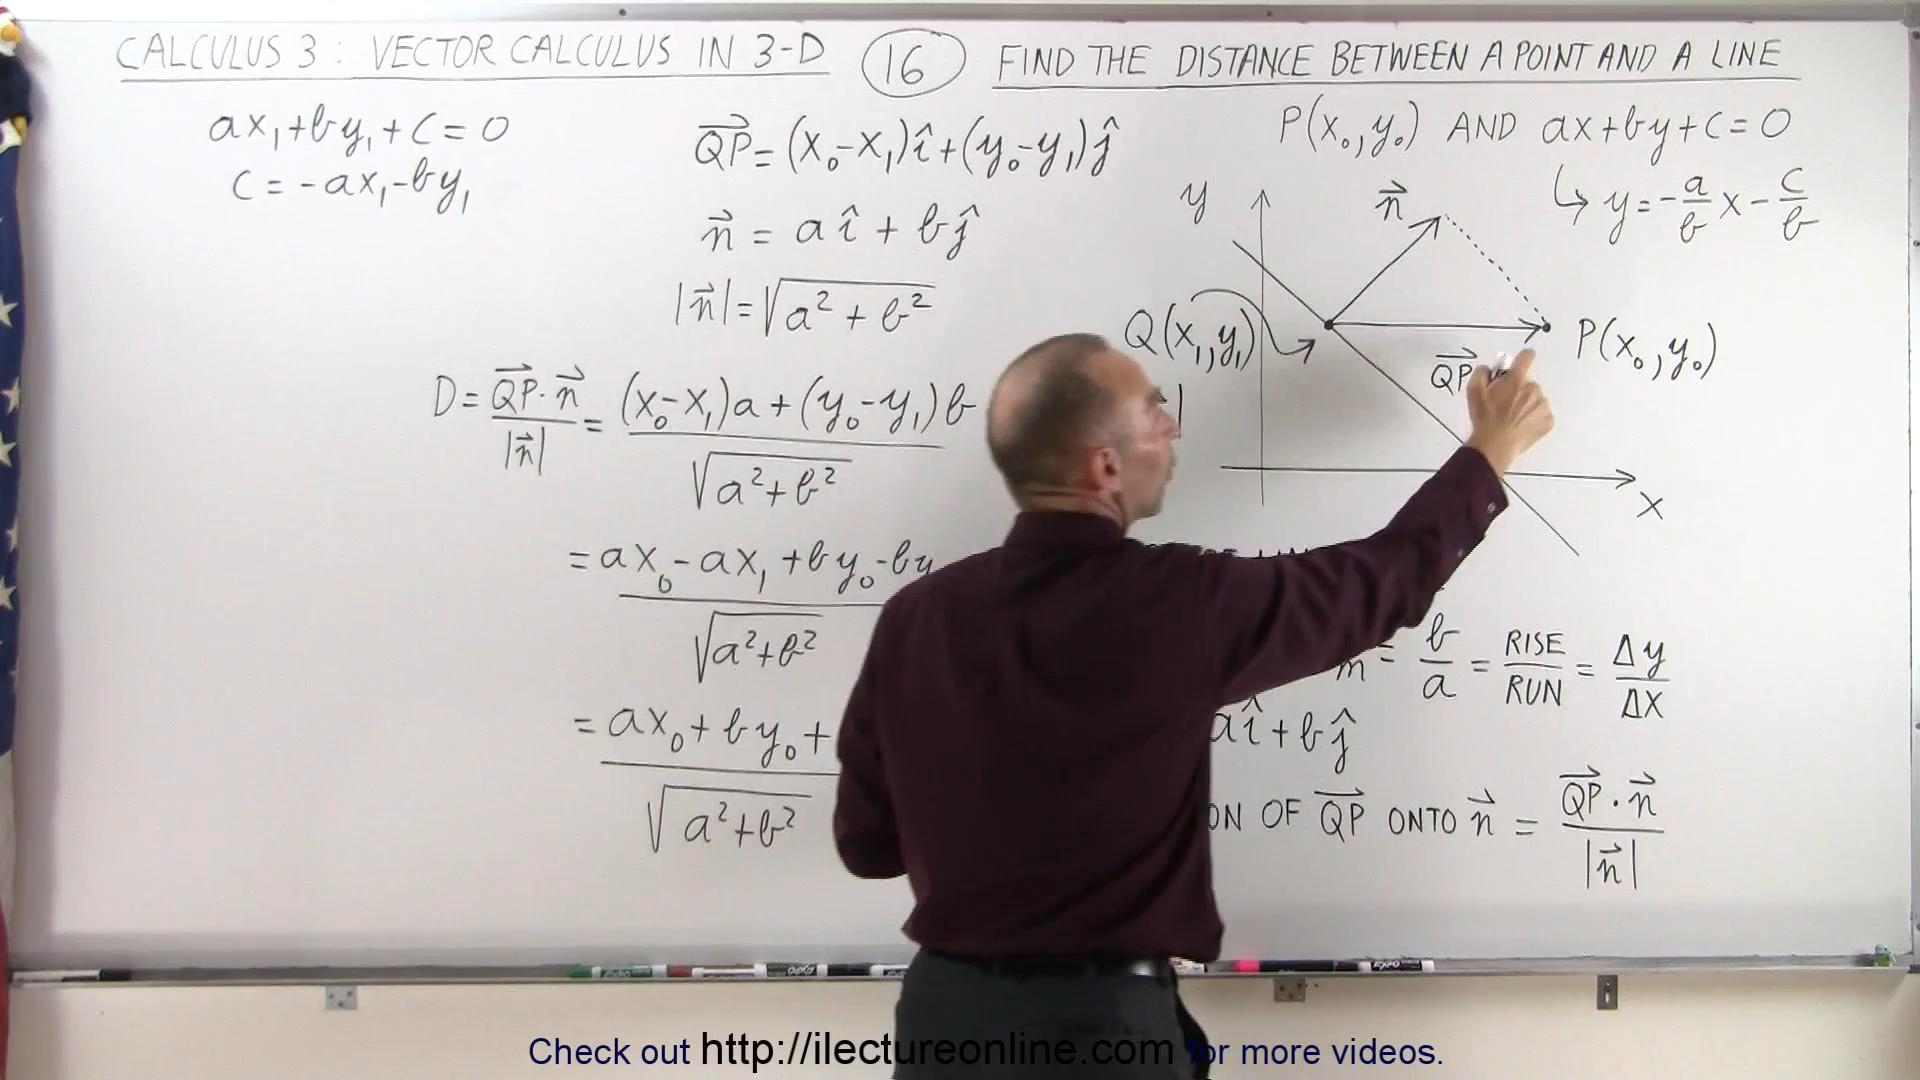 CALCULUS 3 : VECTOR CALCULUS IN 3-D 16 FIND THE DISTANCE BETWEEN A POINT AND A LINE
ax₁+by₁+c=0
c=-ax₁-by₁
QP⃗=(x₀-x₁)î+(y₀-y₁)ĵ
n⃗ = aî + bĵ
|n⃗|=√(a²+b²)
D = QP⃗·n⃗/|n⃗| = ((x₀-x₁)a+(y₀-y₁)b)/√(a²+b²)
= (ax₀-ax₁+by₀-by
√(a²+b²)
= ax₀+by₀+
√(a²+b²)
P(x₀,y₀) AND ax+by+c=0
↳ y=-a/b x - c/b
y
n⃗
Q(x₁,y₁)
P(x₀,y₀)
QP⃗
x
m = b/a = RISE/RUN = Δy/Δx
aî+bĵ
ON OF QP⃗ ONTO n⃗ = QP⃗·n⃗/|n⃗|
Check out http://ilectureonline.com for more videos.